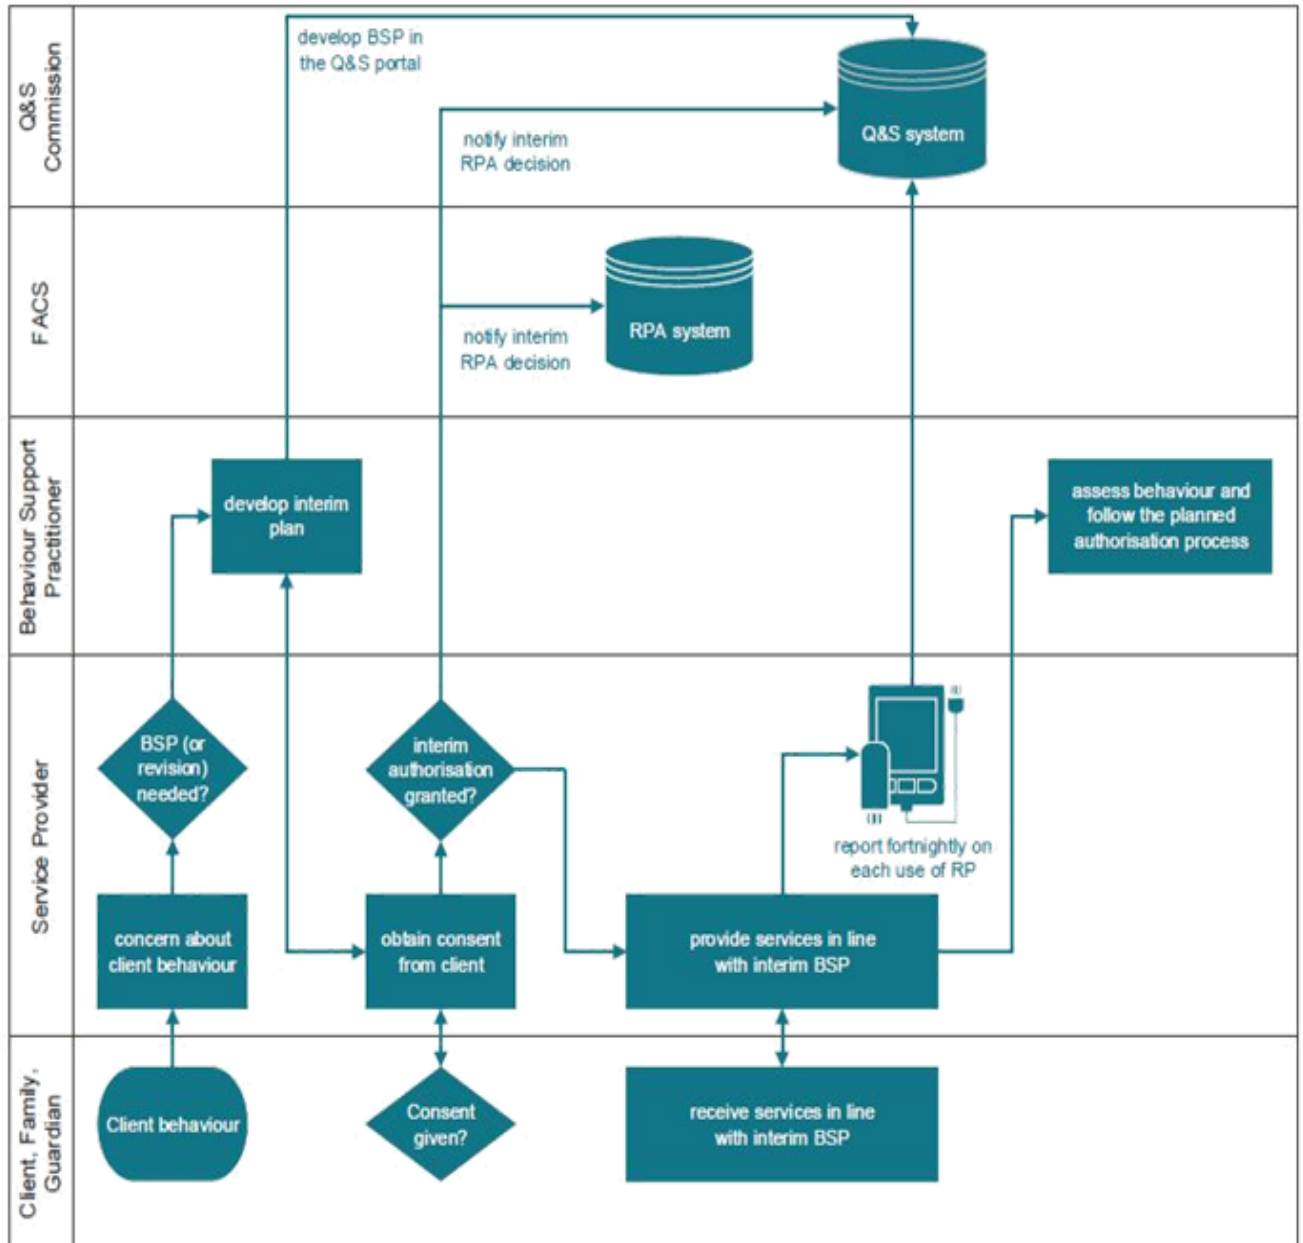 Q&S
Commission
develop BSP in
the Q&S portal
notify interim
RPA decision
Q&S system
FACS
notify interim
RPA decision
RPA system
Behaviour Support
Practitioner
develop interim
plan
assess behaviour and
follow the planned
authorisation process
Service Provider
BSP (or
revision)
needed?
interim
authorisation
granted?
report fortnightly on
each use of RP
concern about
client behaviour
obtain consent
from client
provide services in line
with interim BSP
Client, Family,
Guardian
Client behaviour
Consent
given?
receive services in line
with interim BSP